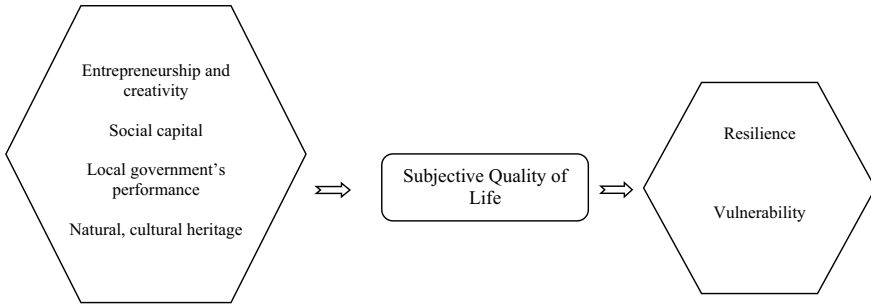 Entrepreneurship and
creativity
Social capital
Local government's
performance
Natural, cultural heritage
Subjective Quality of
Life
Resilience
Vulnerability